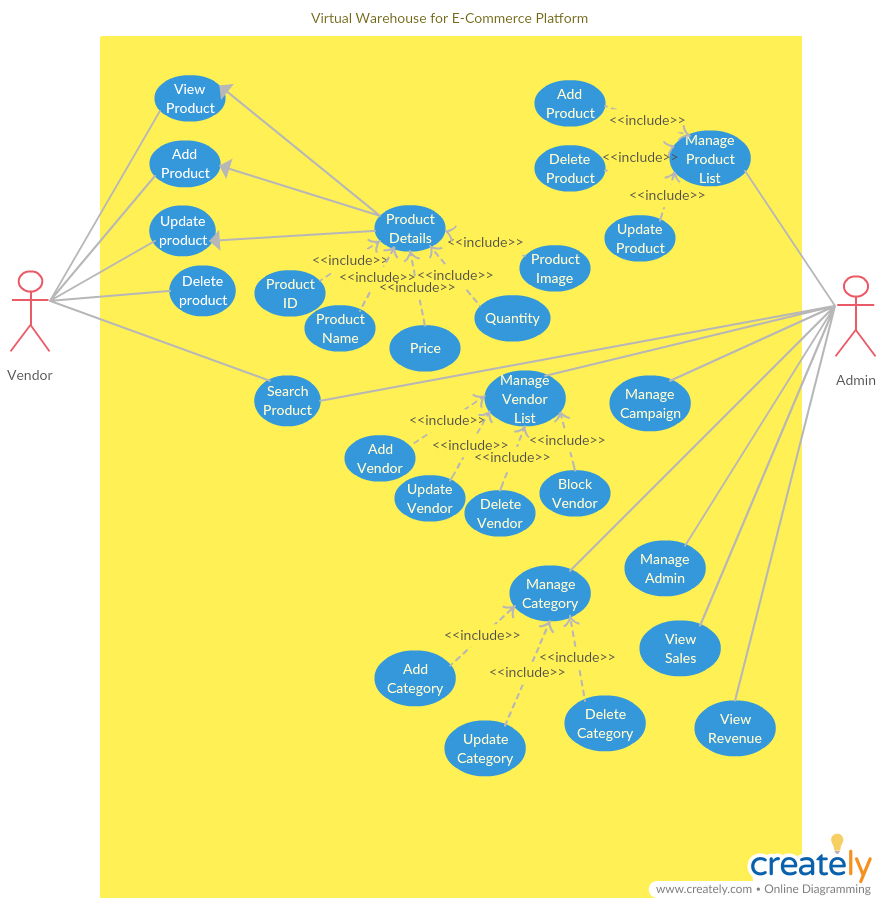 Virtual Warehouse for E-Commerce Platform
View
Product
Add
Product
<<include>>
Manage
Product
List
Add
Product
Delete
Product
<<include>>
<<include>>
Update
product
Product
Details
Update
Product
<<include>>
<<include>>
Product
Image
<<include>>
<<include>>
<<include>>
Delete
product
Product
ID
Product
Name
Quantity
Price
Vendor
Admin
Search
Product
Manage
Vendor
List
Manage
Campaign
<<include>>
<<include>>
<<include>>
<<include>>
Add
Vendor
Update
Vendor
Delete
Vendor
Block
Vendor
Manage
Admin
Manage
Category
<<include>>
<<include>>
<<include>>
View
Sales
Add
Category
Update
Category
Delete
Category
View
Revenue
creately
www.creately.com • Online Diagramming